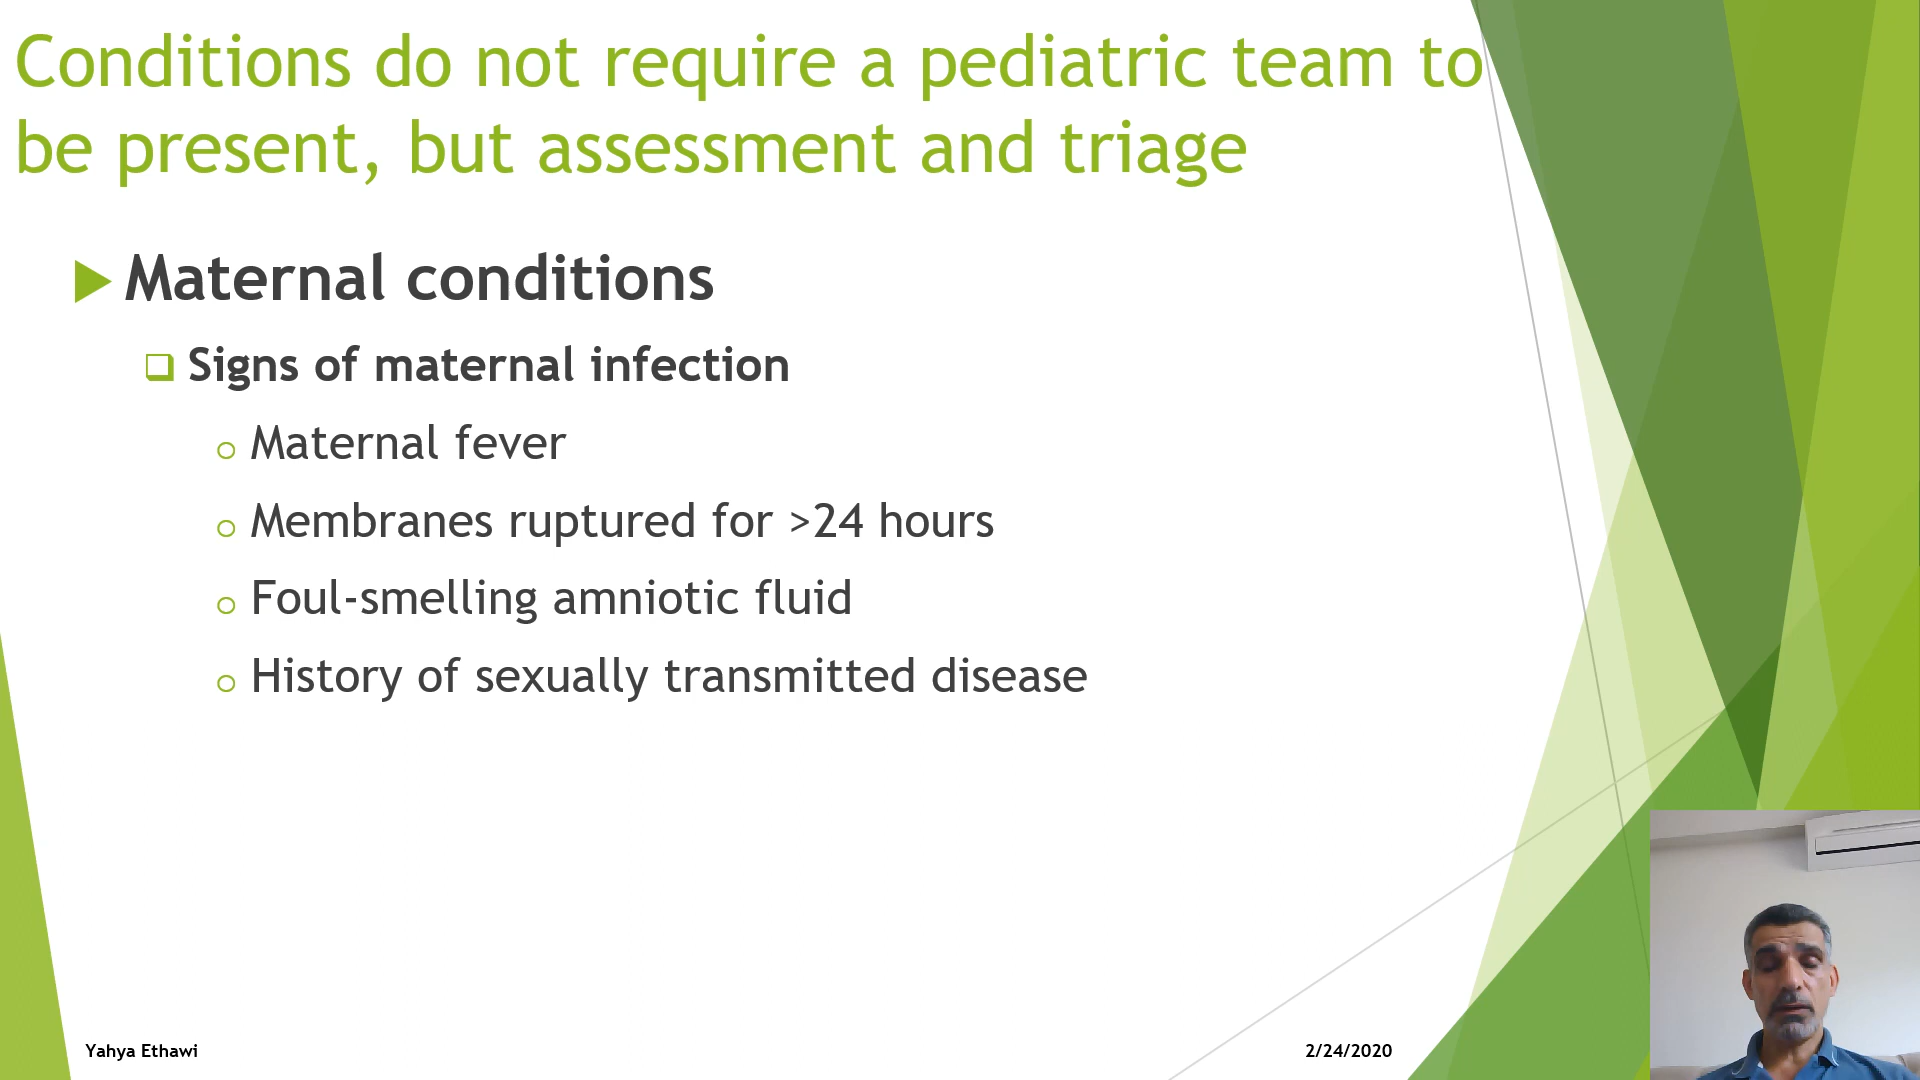 Conditions do not require a pediatric team to
be present, but assessment and triage
Maternal conditions
Signs of maternal infection
Maternal fever
Membranes ruptured for >24 hours
Foul-smelling amniotic fluid
History of sexually transmitted disease
Yahya Ethawi
2/24/2020